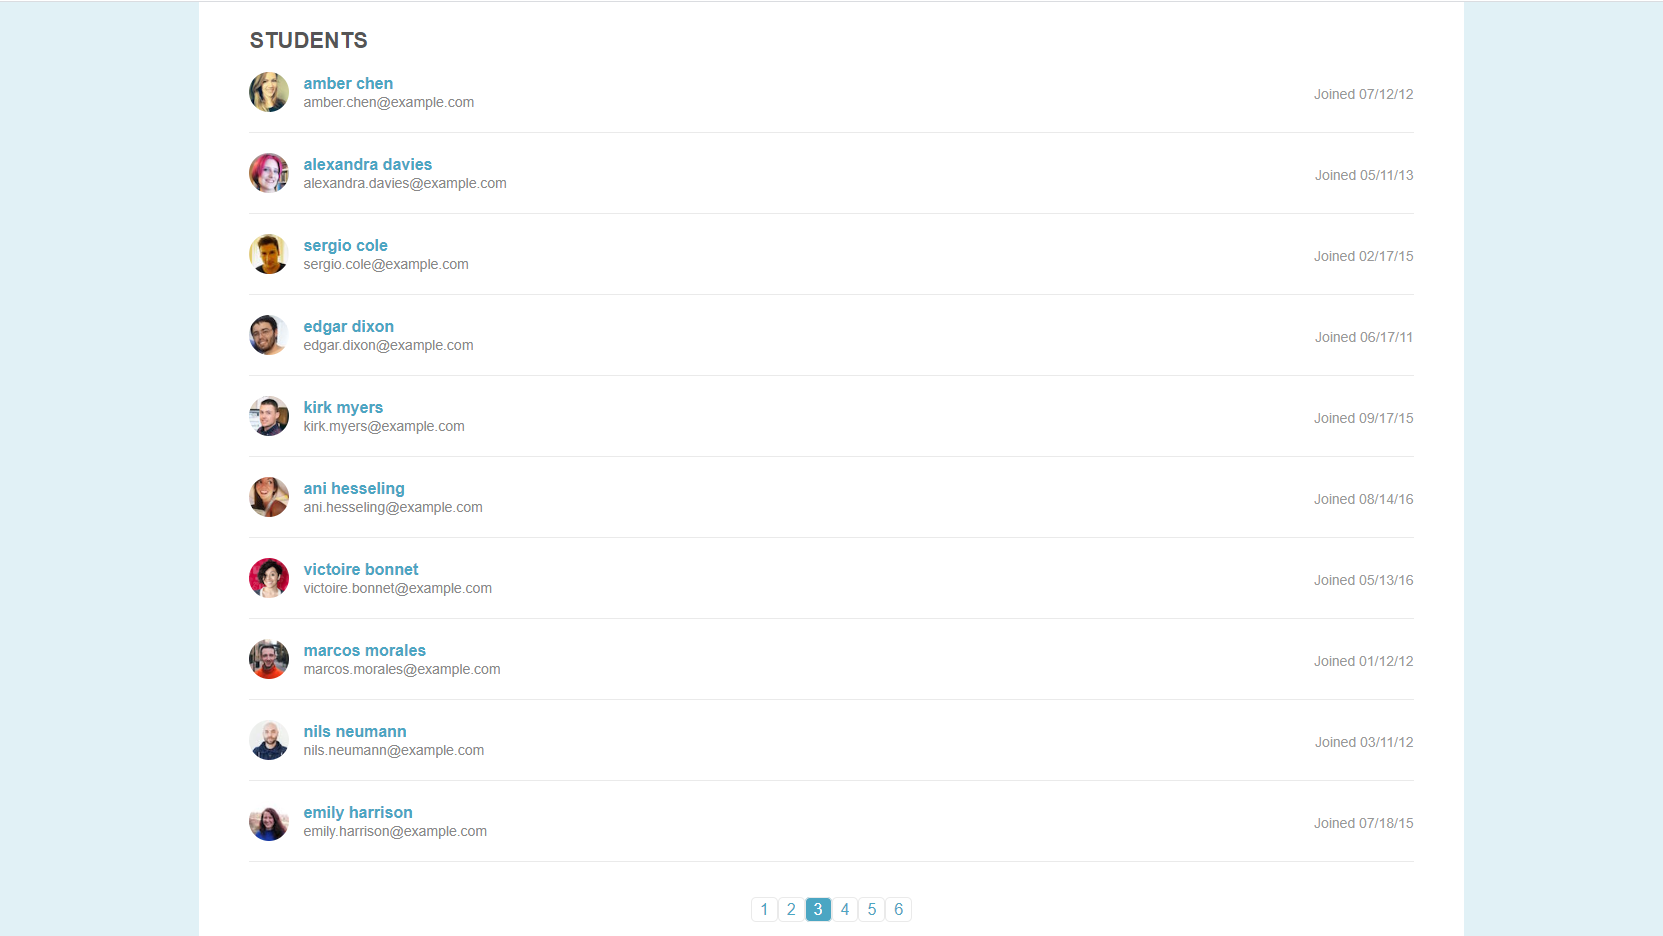 STUDENTS
amber chen
amber.chen@example.com
Joined 07/12/12
alexandra davies
alexandra.davies@example.com
Joined 05/11/13
sergio cole
sergio.cole@example.com
Joined 02/17/15
edgar dixon
edgar.dixon@example.com
Joined 06/17/11
kirk myers
kirk.myers@example.com
Joined 09/17/15
ani hesseling
ani.hesseling@example.com
Joined 08/14/16
victoire bonnet
victoire.bonnet@example.com
Joined 05/13/16
marcos morales
marcos.morales@example.com
Joined 01/12/12
nils neumann
nils.neumann@example.com
Joined 03/11/12
emily harrison
emily.harrison@example.com
Joined 07/18/15
1 2 3 4 5 6